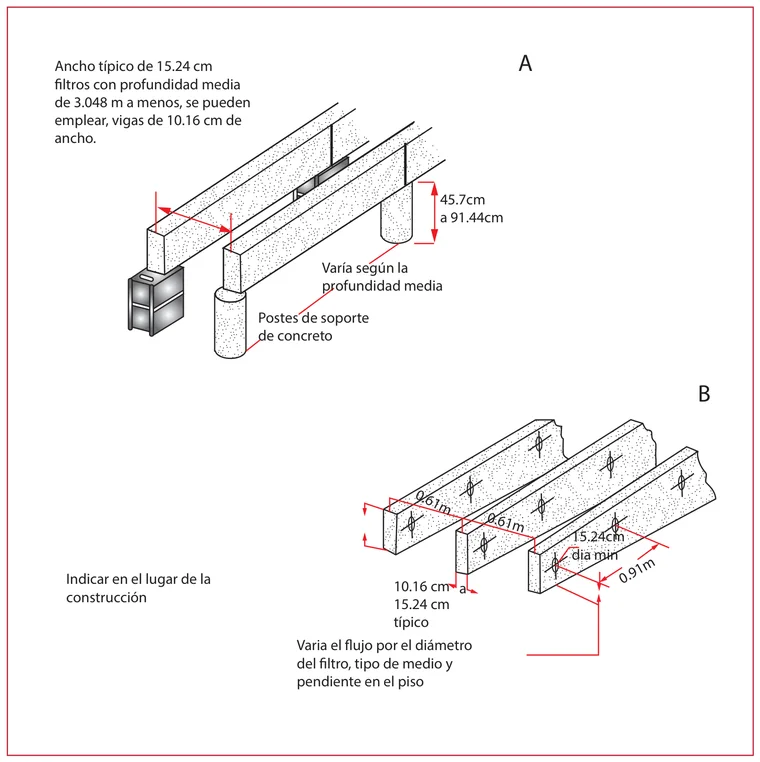 A
Ancho típico de 15.24 cm
filtros con profundidad media
de 3.048 m a menos, se pueden
emplear, vigas de 10.16 cm de
ancho.
45.7cm
a 91.44cm
Varía según la
profundidad media
Postes de soporte
de concreto
B
0.61m
0.61m
15.24cm
dia min
0.91m
Indicar en el lugar de la
construcción
10.16 cm a
15.24 cm
típico
Varia el flujo por el diámetro
del filtro, tipo de medio y
pendiente en el piso